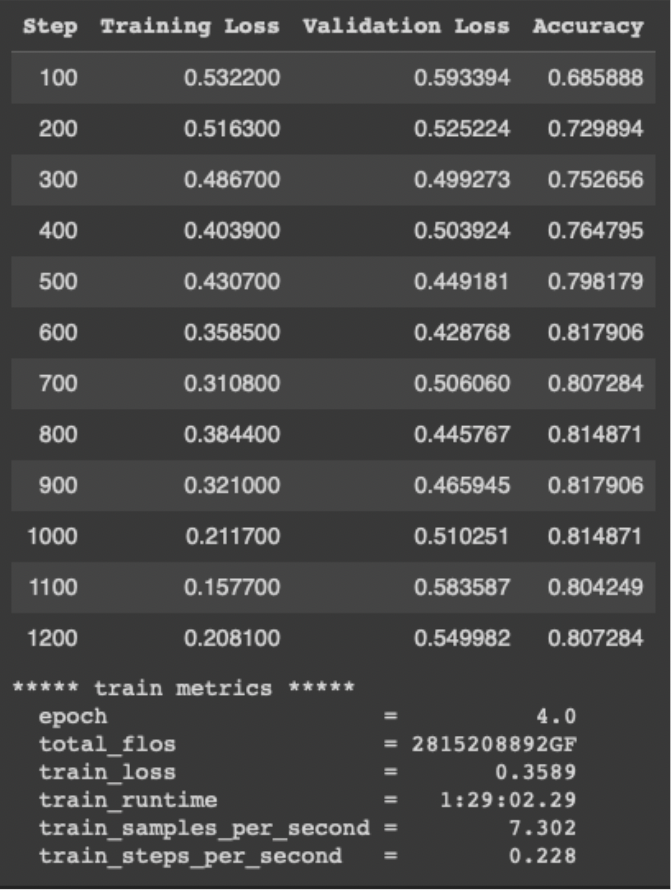 Step Training Loss Validation Loss Accuracy
100 0.532200 0.593394 0.685888
200 0.516300 0.525224 0.729894
300 0.486700 0.499273 0.752656
400 0.403900 0.503924 0.764795
500 0.430700 0.449181 0.798179
600 0.358500 0.428768 0.817906
700 0.310800 0.506060 0.807284
800 0.384400 0.445767 0.814871
900 0.321000 0.465945 0.817906
1000 0.211700 0.510251 0.814871
1100 0.157700 0.583587 0.804249
1200 0.208100 0.549982 0.807284
***** train metrics *****
epoch = 4.0
total_flos = 2815208892GF
train_loss = 0.3589
train_runtime = 1:29:02.29
train_samples_per_second = 7.302
train_steps_per_second = 0.228